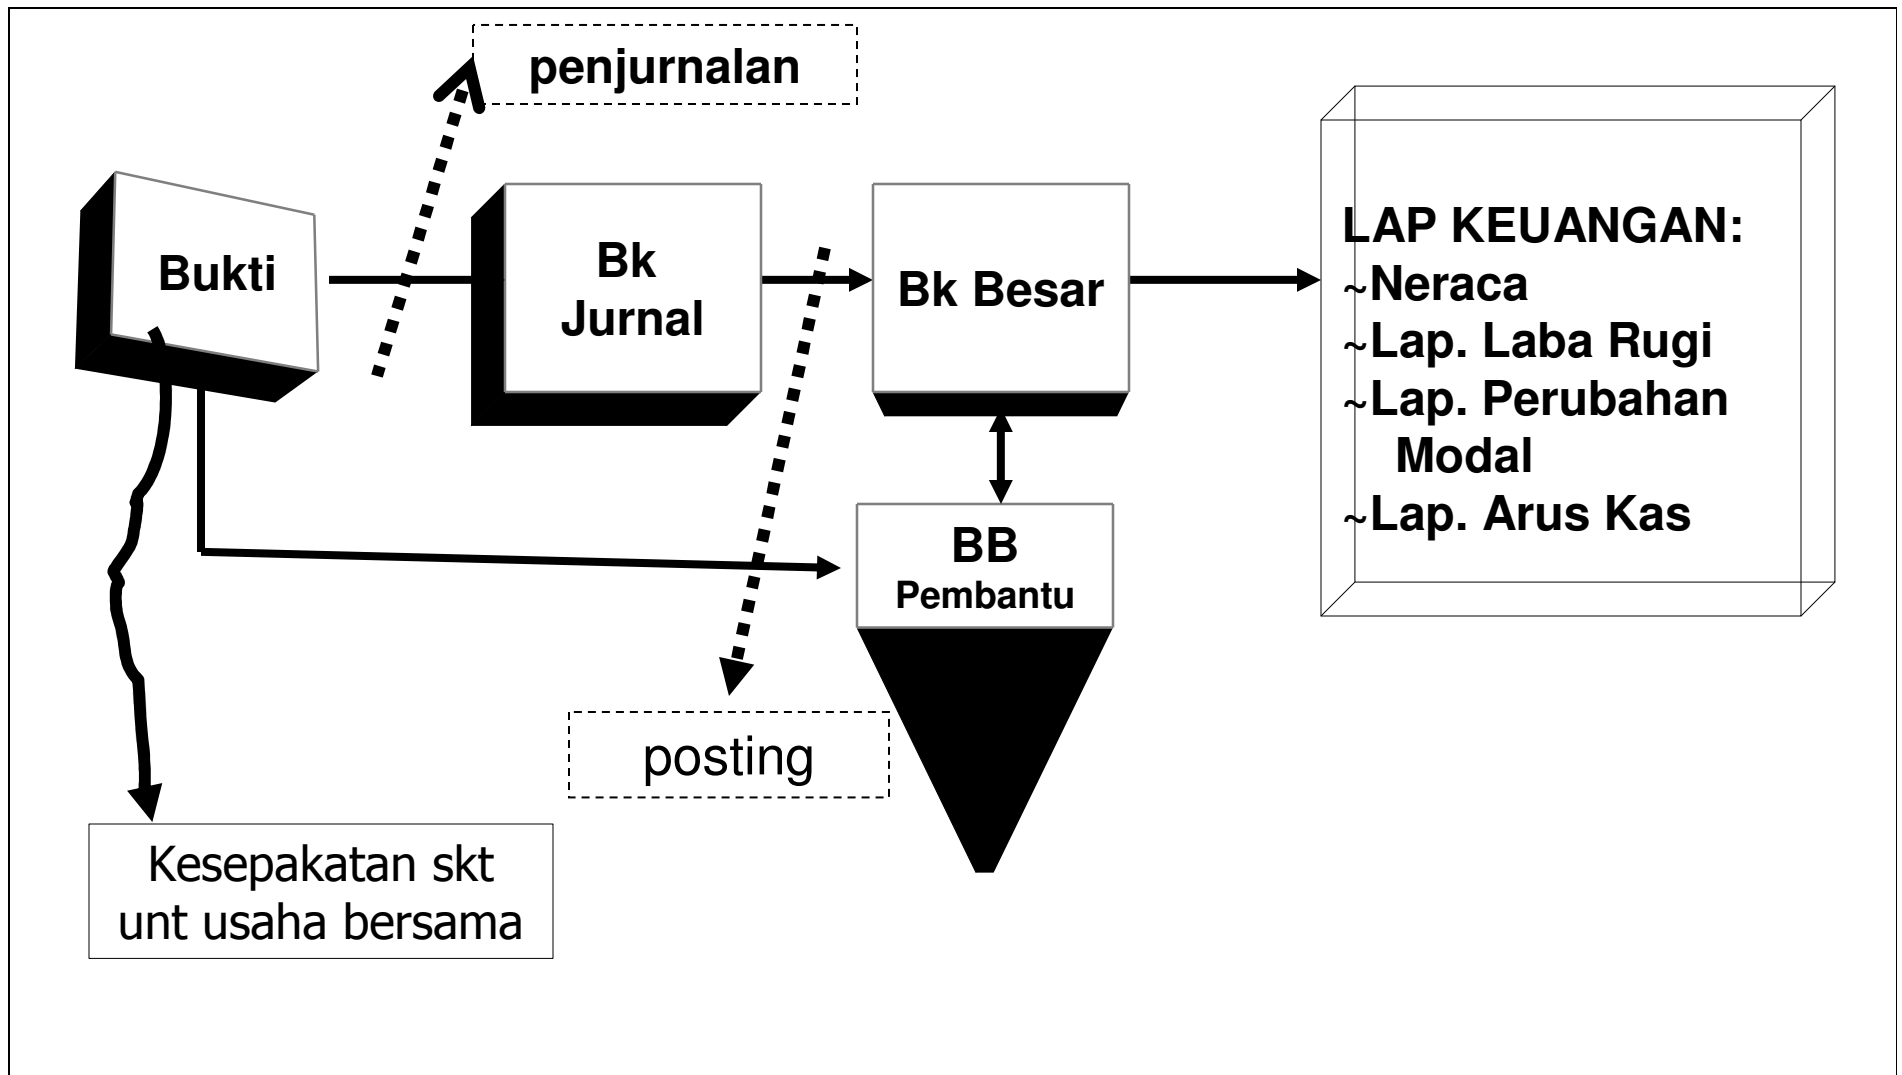 penjurnalan
Bukti
Bk
Jurnal
Bk Besar
LAP KEUANGAN:
~Neraca
~Lap. Laba Rugi
~Lap. Perubahan
Modal
~Lap. Arus Kas
BB
Pembantu
posting
Kesepakatan skt
unt usaha bersama